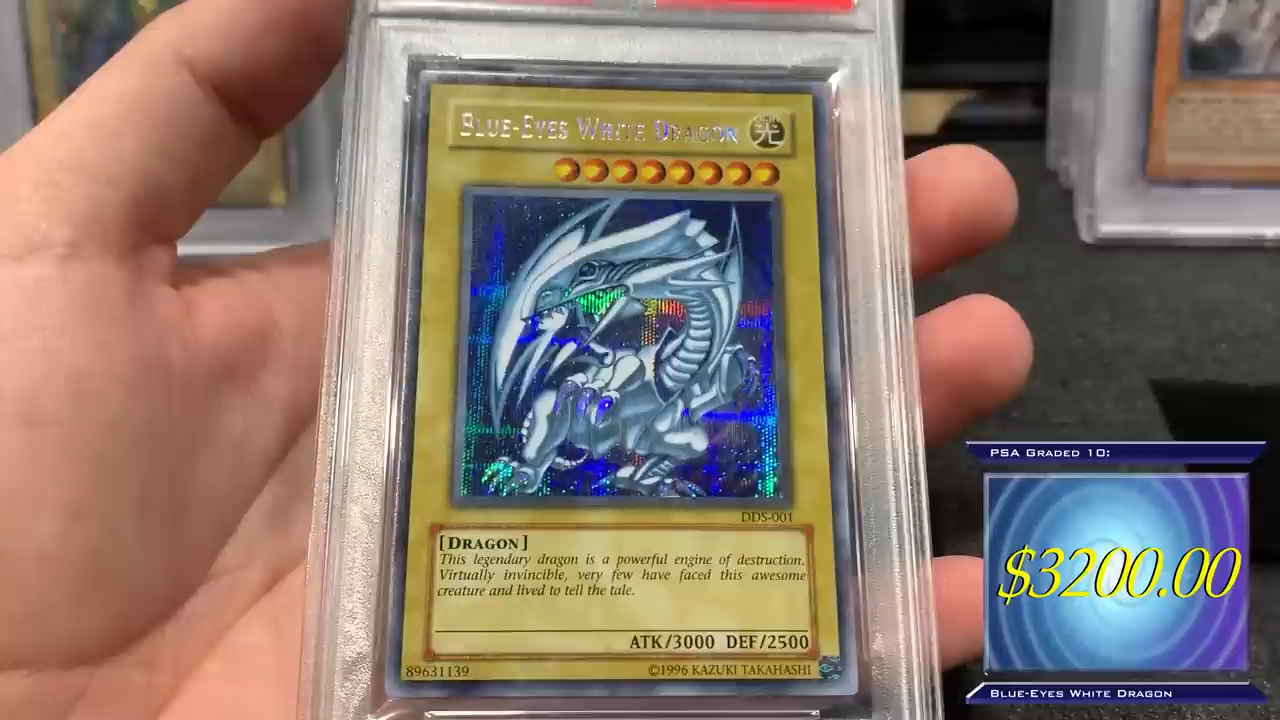 BLUE-EYES WHITE DRAGON 光
DDS-001
[DRAGON]
This legendary dragon is a powerful engine of destruction.
Virtually invincible, very few have faced this awesome
creature and lived to tell the tale.
ATK/3000 DEF/2500
89631139
©1996 KAZUKI TAKAHASHI
PSA GRADED 10:
$3200.00
BLUE-EYES WHITE DRAGON